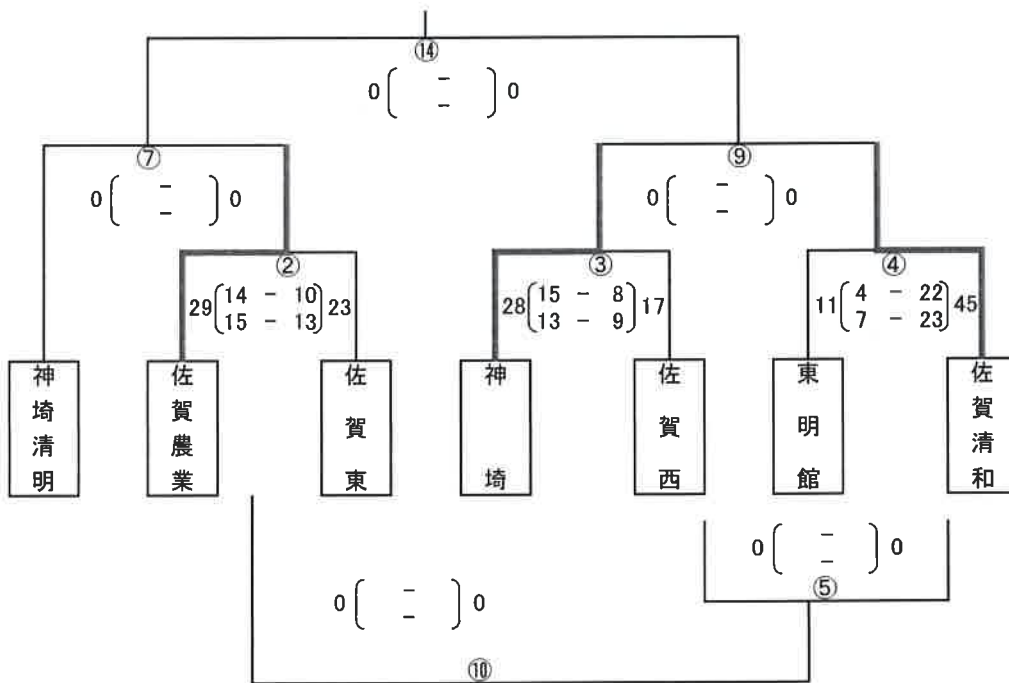 ⑭
0 ( - - ) 0
⑦
⑨
0 ( - - ) 0
0 ( - - ) 0
②
③
④
29 14 - 10 23
15 - 13
28 15 - 8 17
13 - 9
11 4 - 22 45
7 - 23
神埼清明
佐賀農業
佐賀東
神埼
佐賀西
東明館
佐賀清和
0 ( - - ) 0
⑤
0 ( - - ) 0
⑩